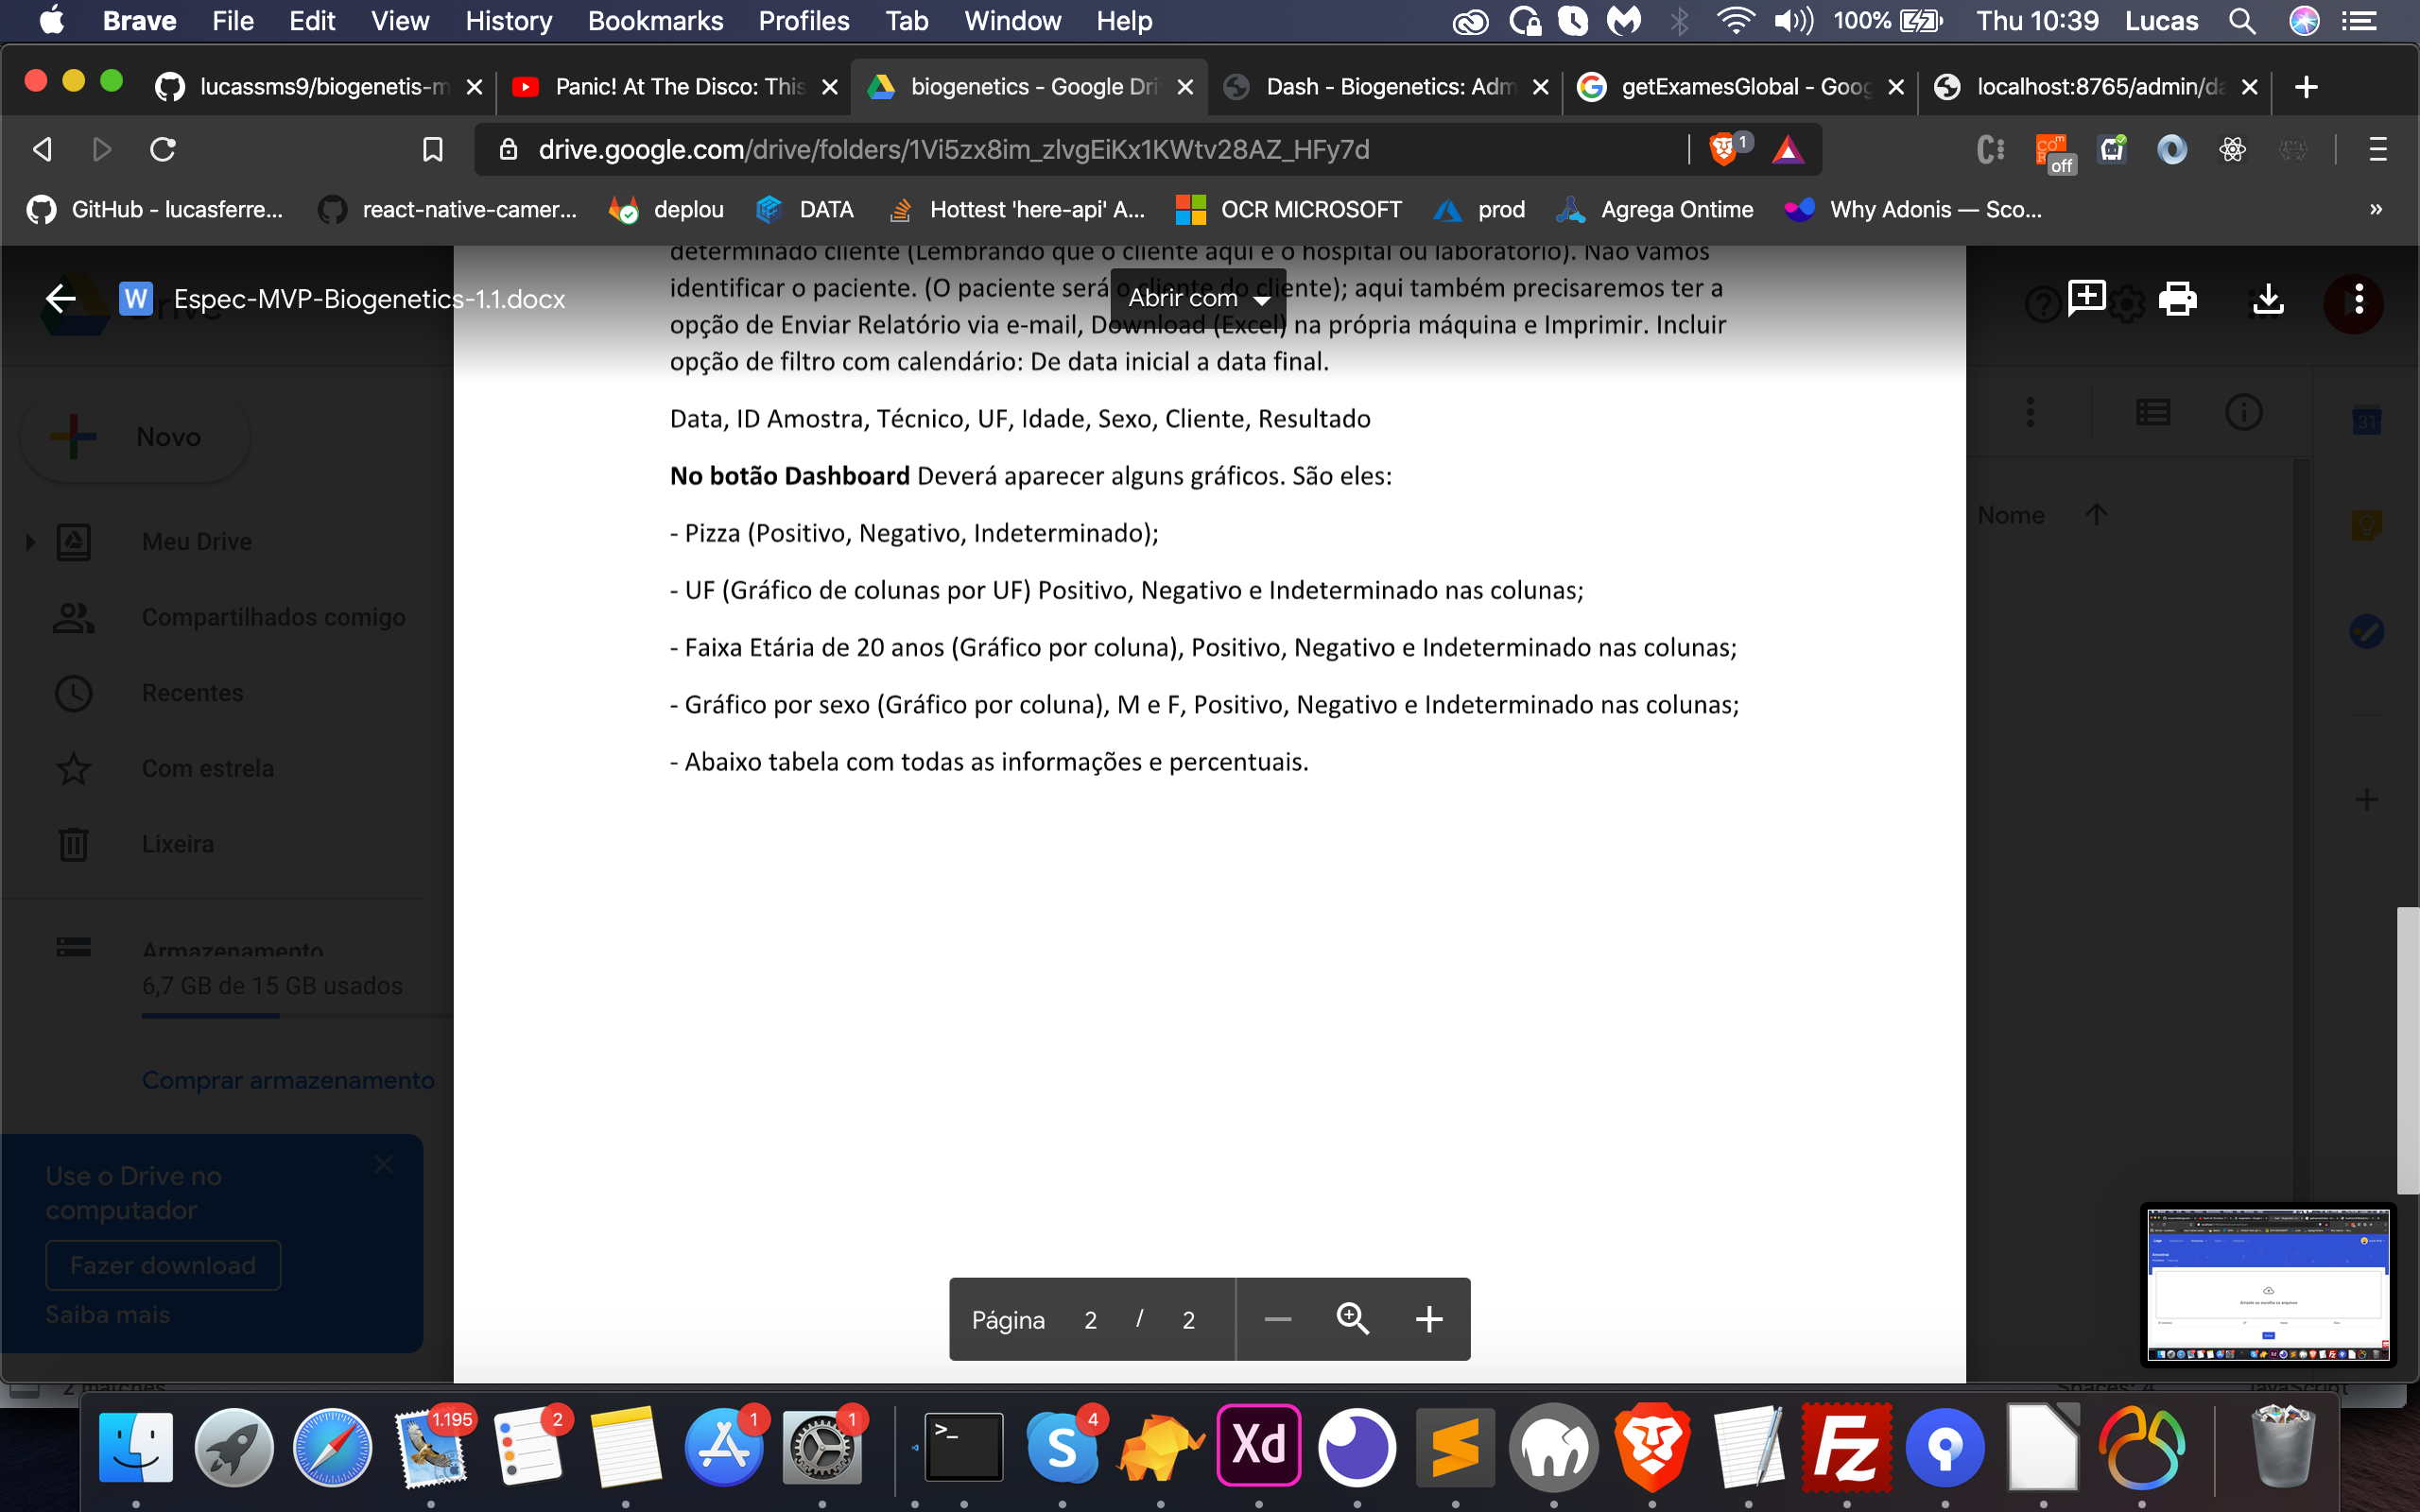 Brave File Edit View History Bookmarks Profiles Tab Window Help 100% Thu 10:39 Lucas
lucassms9/biogenetis-m Panic! At The Disco: This biogenetics - Google Dri Dash - Biogenetics: Adm getExamesGlobal - Goog localhost:8765/admin/da
drive.google.com/drive/folders/1Vi5zx8im_zlvgEiKx1KWtv28AZ_HFy7d 1
off
GitHub - lucasferre... react-native-camer... deplou DATA Hottest 'here-api' A... OCR MICROSOFT prod Agrega Ontime Why Adonis — Sco... »
determinado cliente (Lembrando que o cliente aqui é o hospital ou laboratório). Não vamos
W Espec-MVP-Biogenetics-1.1.docx
Abrir com
identificar o paciente. (O paciente será o cliente do cliente); aqui também precisaremos ter a
opção de Enviar Relatório via e-mail, Download (Excel) na própria máquina e Imprimir. Incluir
opção de filtro com calendário: De data inicial a data final.
Data, ID Amostra, Técnico, UF, Idade, Sexo, Cliente, Resultado
No botão Dashboard Deverá aparecer alguns gráficos. São eles:
- Pizza (Positivo, Negativo, Indeterminado);
- UF (Gráfico de colunas por UF) Positivo, Negativo e Indeterminado nas colunas;
- Faixa Etária de 20 anos (Gráfico por coluna), Positivo, Negativo e Indeterminado nas colunas;
- Gráfico por sexo (Gráfico por coluna), M e F, Positivo, Negativo e Indeterminado nas colunas;
- Abaixo tabela com todas as informações e percentuais.
Novo
Meu Drive
Compartilhados comigo
Recentes
Com estrela
Lixeira
Armazenamento
6,7 GB de 15 GB usados
Comprar armazenamento
Use o Drive no
computador
Fazer download
Saiba mais
Nome
31
Página 2 / 2
2 matches
Spaces: 4 JavaScript
1.195 2 1 1 >_ S 4 Xd Fz